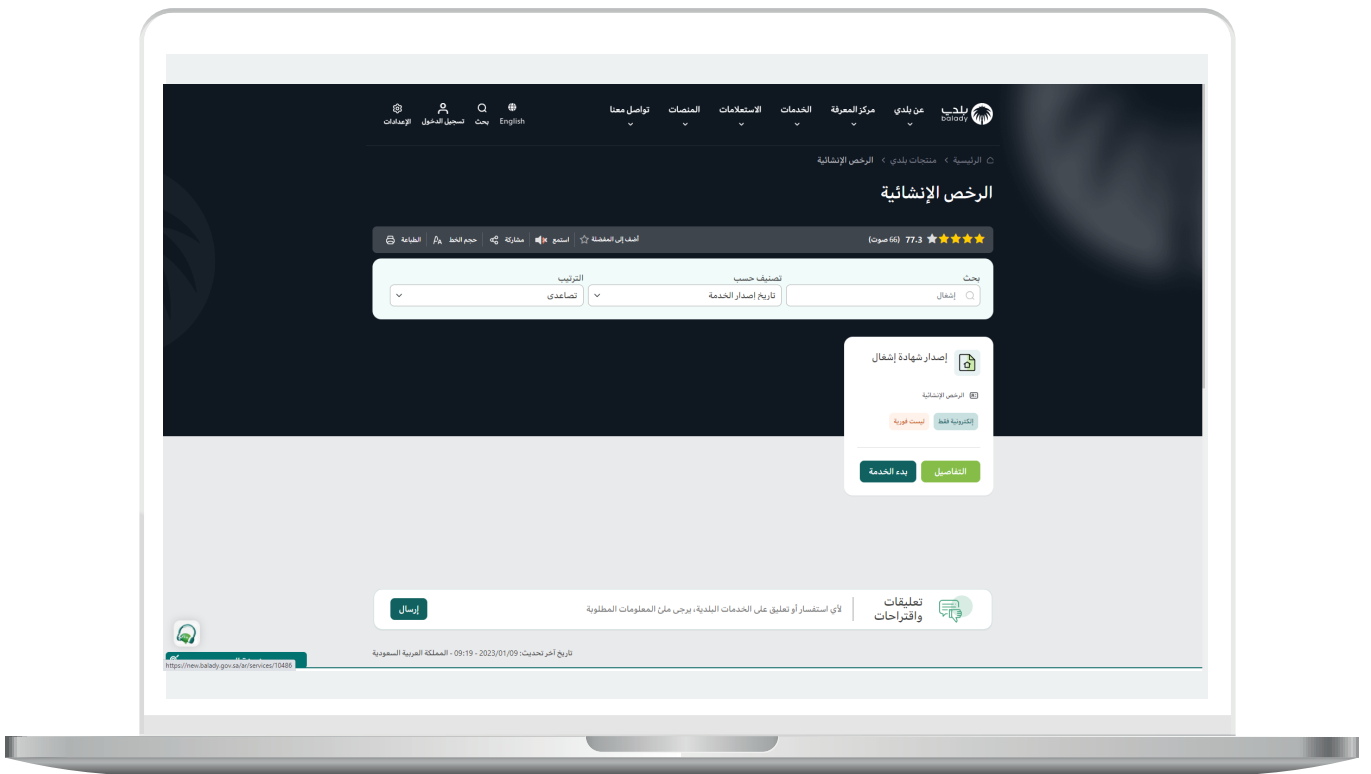 بلدي
balady
عن بلدي
مركز المعرفة
الخدمات
الاستعلامات
المنصات
تواصل معنا
English
بحث
تسجيل الدخول
الإعدادات
الرئيسية > منتجات بلدي > الرخص الإنشائية
الرخص الإنشائية
77.3 (66 صوت)
أضف إلى المفضلة
استمع
مشاركة
حجم الخط
الطباعة
بحث
تصنيف حسب
الترتيب
إشغال
تاريخ إصدار الخدمة
تصاعدي
إصدار شهادة إشغال
الرخص الإنشائية
إلكترونية فقط
ليست فورية
التفاصيل
بدء الخدمة
تعليقات
واقتراحات
لأي استفسار أو تعليق على الخدمات البلدية، يرجى ملئ المعلومات المطلوبة
إرسال
تاريخ آخر تحديث: 2023/01/09 - 09:19 - المملكة العربية السعودية
https://new.balady.gov.sa/ar/services/10486